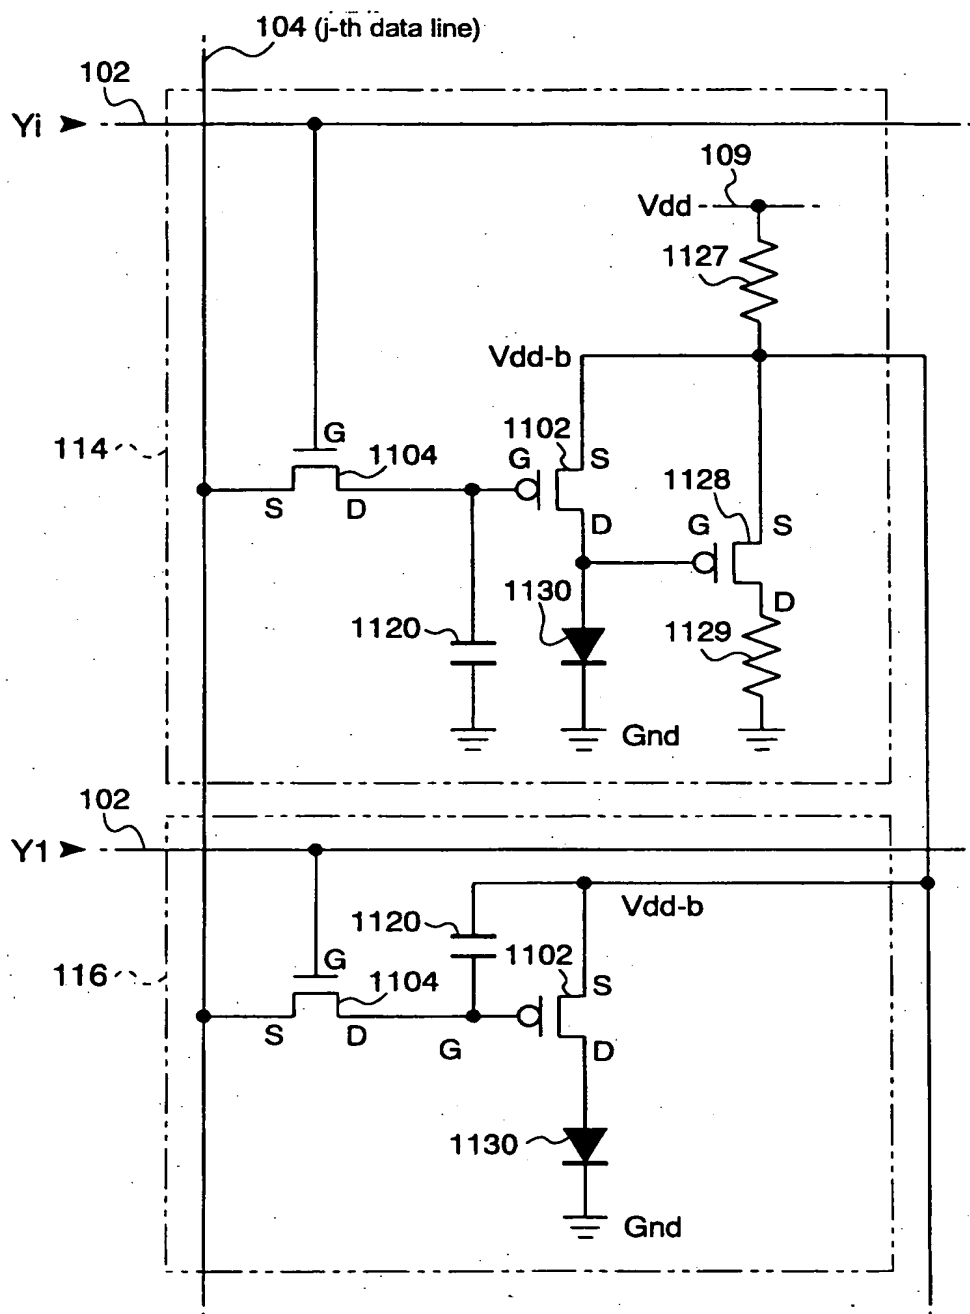 104 (j-th data line)
102
Yi
109
Vdd
1127
Vdd-b
114
G
1104
S
D
1102
G
S
D
1128
G
S
D
1130
1120
1129
Gnd
102
Y1
Vdd-b
1120
1102
116
G
1104
S
D
G
S
D
1130
Gnd